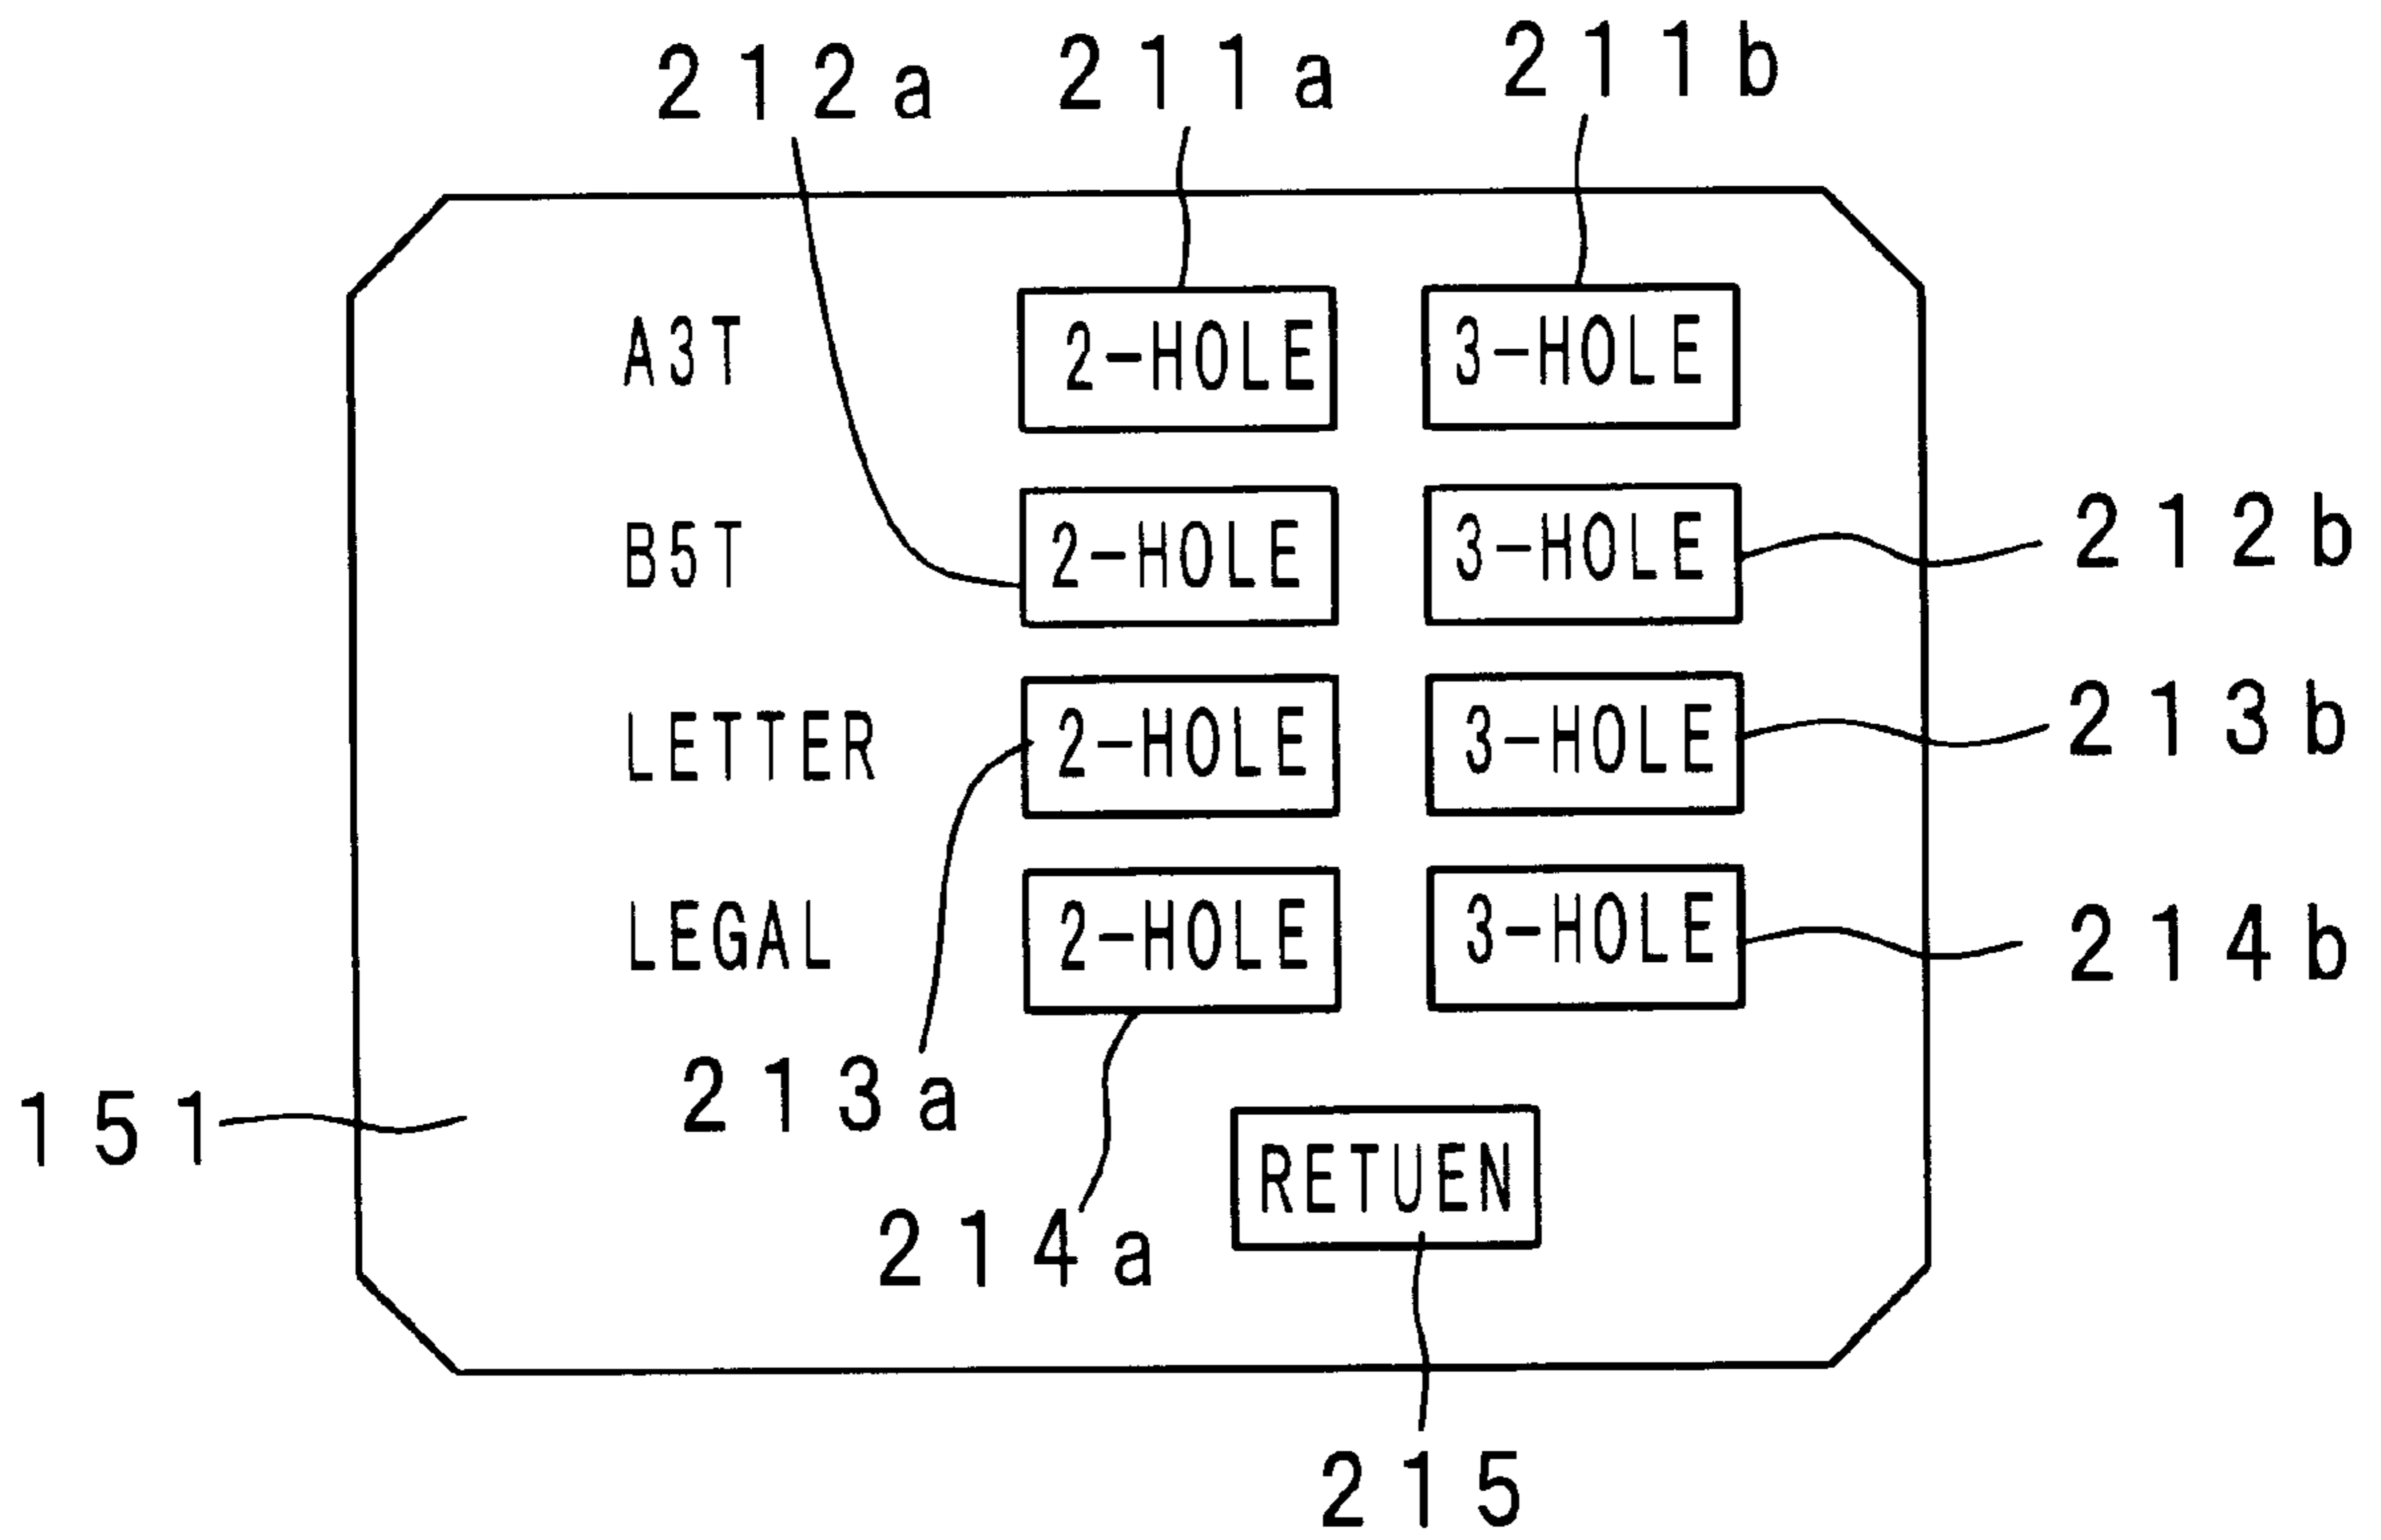 212a 211a 211b
A3T 2-HOLE 3-HOLE
B5T 2-HOLE 3-HOLE 212b
LETTER 2-HOLE 3-HOLE 213b
LEGAL 2-HOLE 3-HOLE 214b
213a
151 RETUEN
214a
215